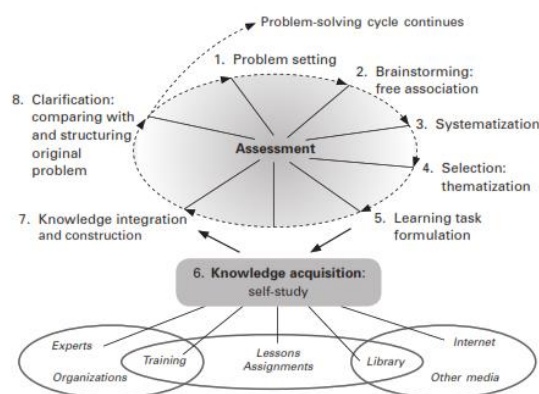 Problem-solving cycle continues
1. Problem setting
2. Brainstorming:
free association
3. Systematization
4. Selection:
thematization
5. Learning task
formulation
6. Knowledge acquisition:
self-study
7. Knowledge integration
and construction
8. Clarification:
comparing with
and structuring
original
problem
Assessment
Experts
Training
Organizations
Lessons
Assignments
Library
Internet
Other media